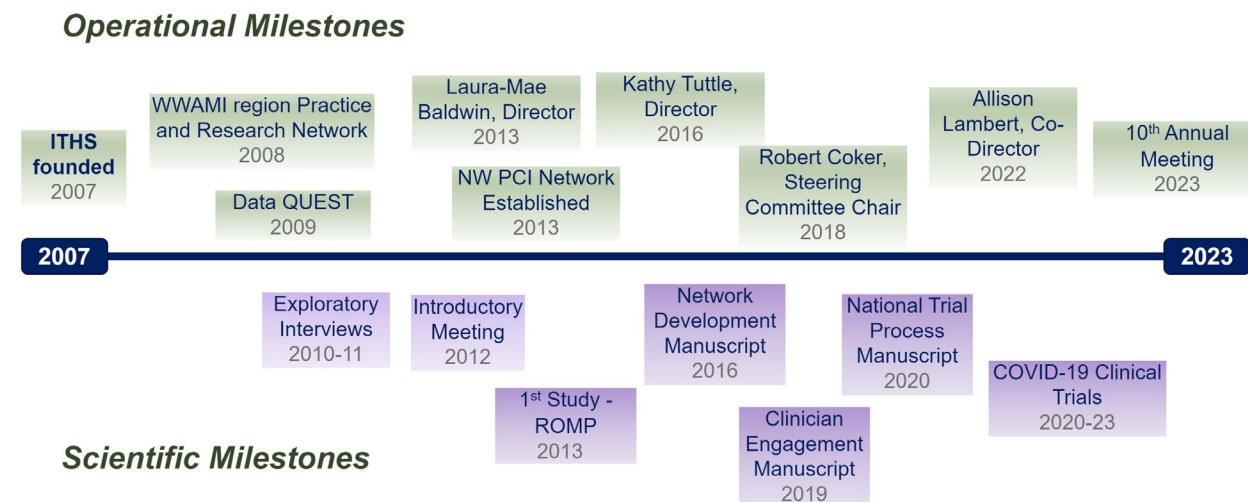 Operational Milestones
ITHS
founded
2007
WWAMI region Practice
and Research Network
2008
Data QUEST
2009
Laura-Mae
Baldwin, Director
2013
NW PCI Network
Established
2013
Kathy Tuttle,
Director
2016
Robert Coker,
Steering
Committee Chair
2018
Allison
Lambert, Co-
Director
2022
10th Annual
Meeting
2023
2007
2023
Exploratory
Interviews
2010-11
Introductory
Meeting
2012
1st Study -
ROMP
2013
Network
Development
Manuscript
2016
Clinician
Engagement
Manuscript
2019
National Trial
Process
Manuscript
2020
COVID-19 Clinical
Trials
2020-23
Scientific Milestones